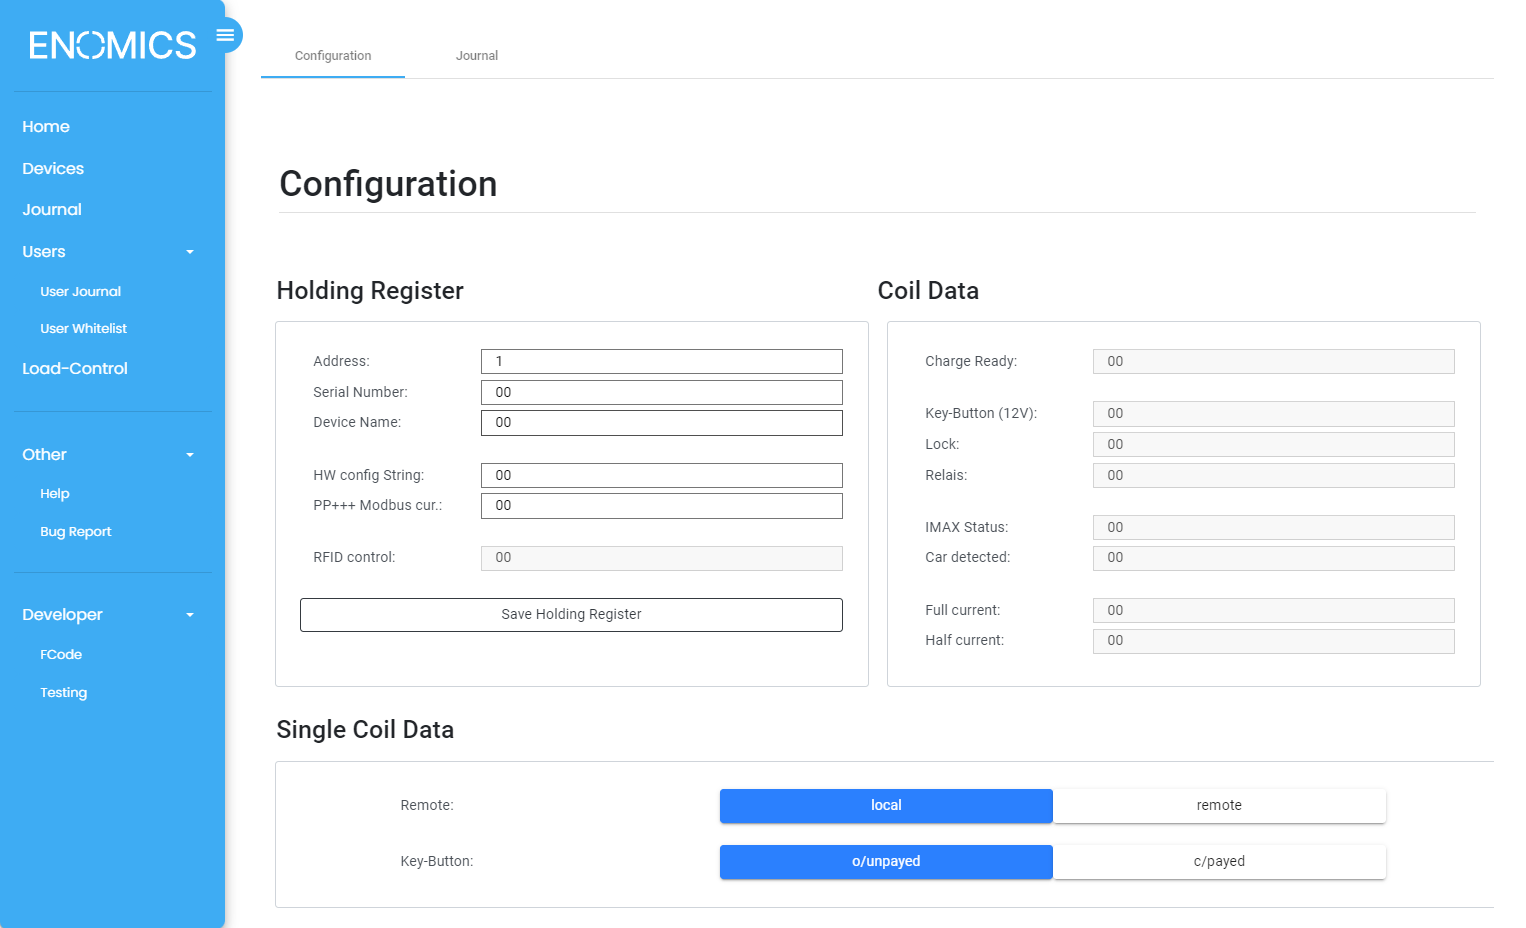 ENOMICS
Home
Devices
Journal
Users
User Journal
User Whitelist
Load-Control
Other
Help
Bug Report
Developer
FCode
Testing
Configuration
Journal
Configuration
Holding Register
Address: 1
Serial Number: 00
Device Name: 00
HW config String: 00
PP+++ Modbus cur.: 00
RFID control: 00
Save Holding Register
Coil Data
Charge Ready: 00
Key-Button (12V): 00
Lock: 00
Relais: 00
IMAX Status: 00
Car detected: 00
Full current: 00
Half current: 00
Single Coil Data
Remote: local remote
Key-Button: o/unpayed c/payed